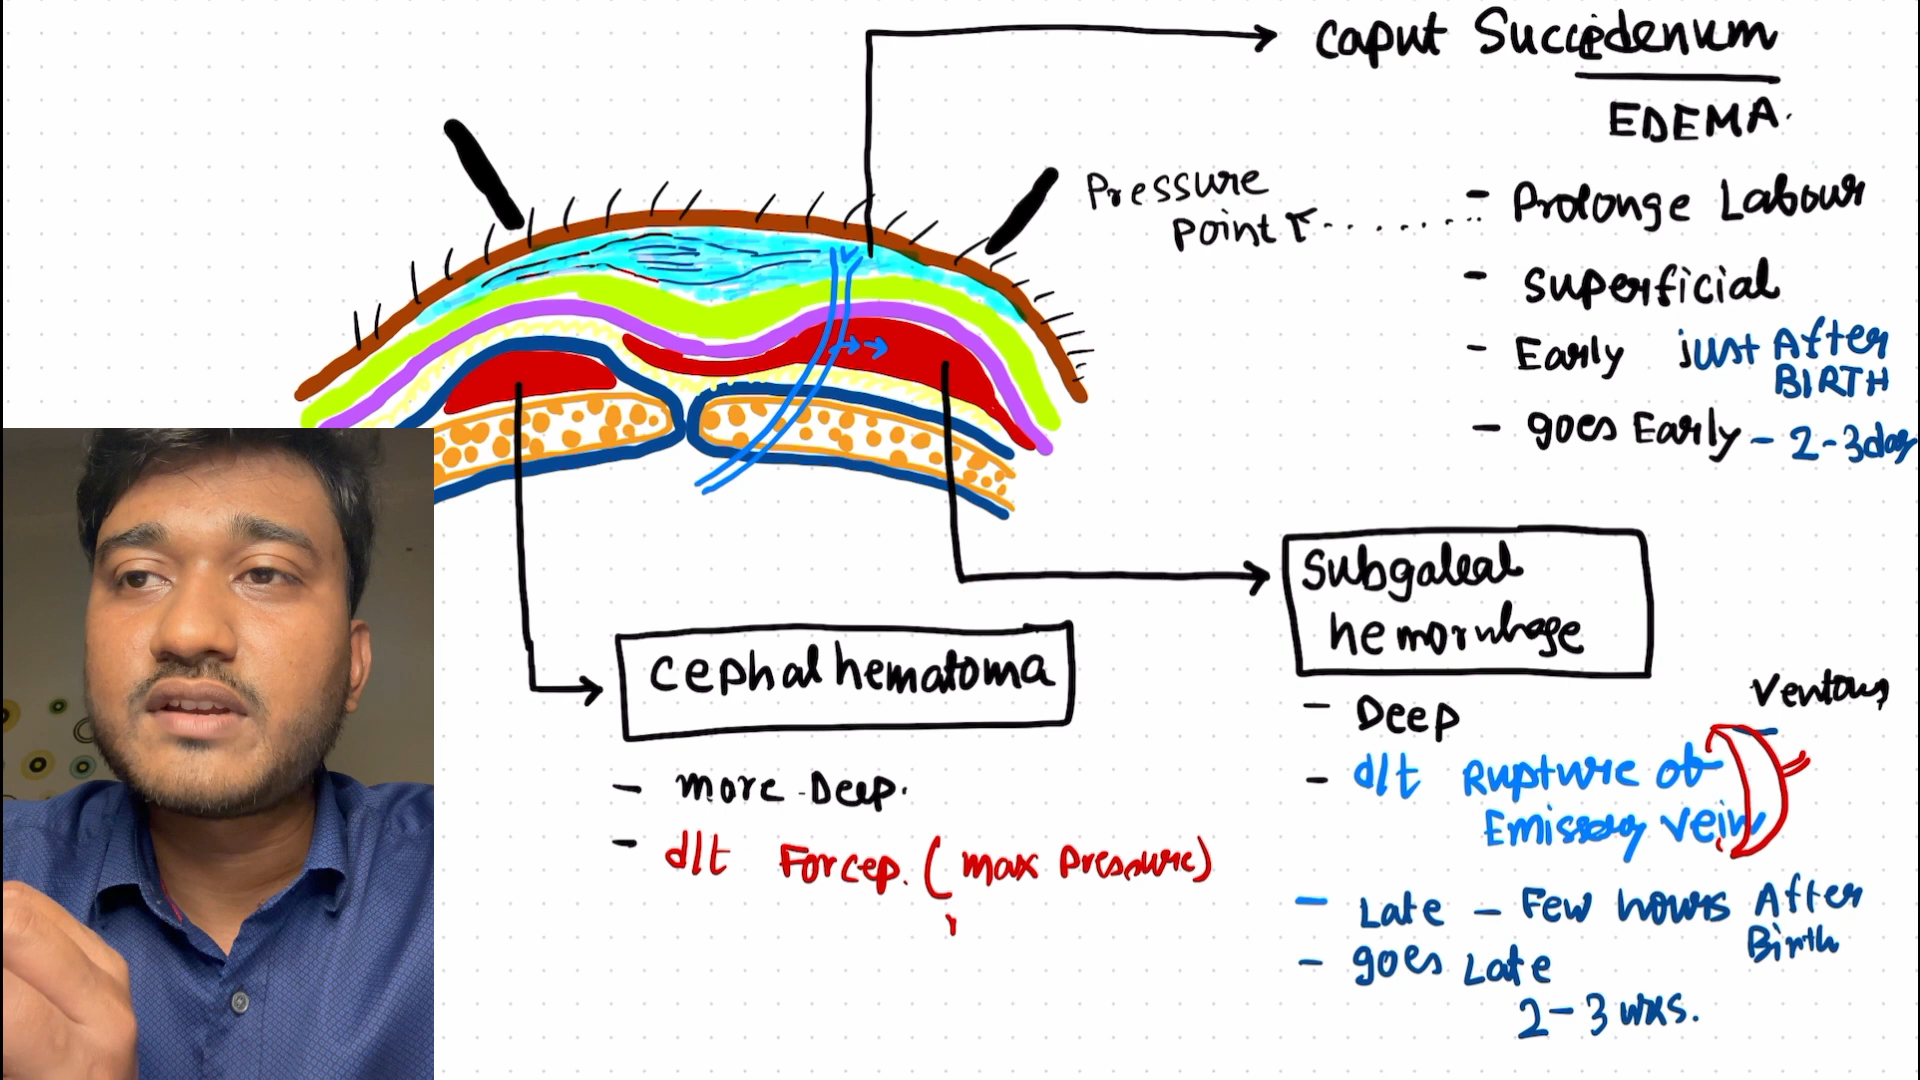 Caput Succedenum
EDEMA.
Pressure
Point
- Prolonge Labour
- Superficial
- Early just After
BIRTH
- goes Early - 2-3day
Subgaleal
hemorrhage
Cephalhematoma
- Deep
Ventous
- d/t Rupture of
Emissory vein
- Late - Few hours After
Birth
- goes Late
2-3 wks.
- more Deep.
- d/t Forcep. (max Pressure)